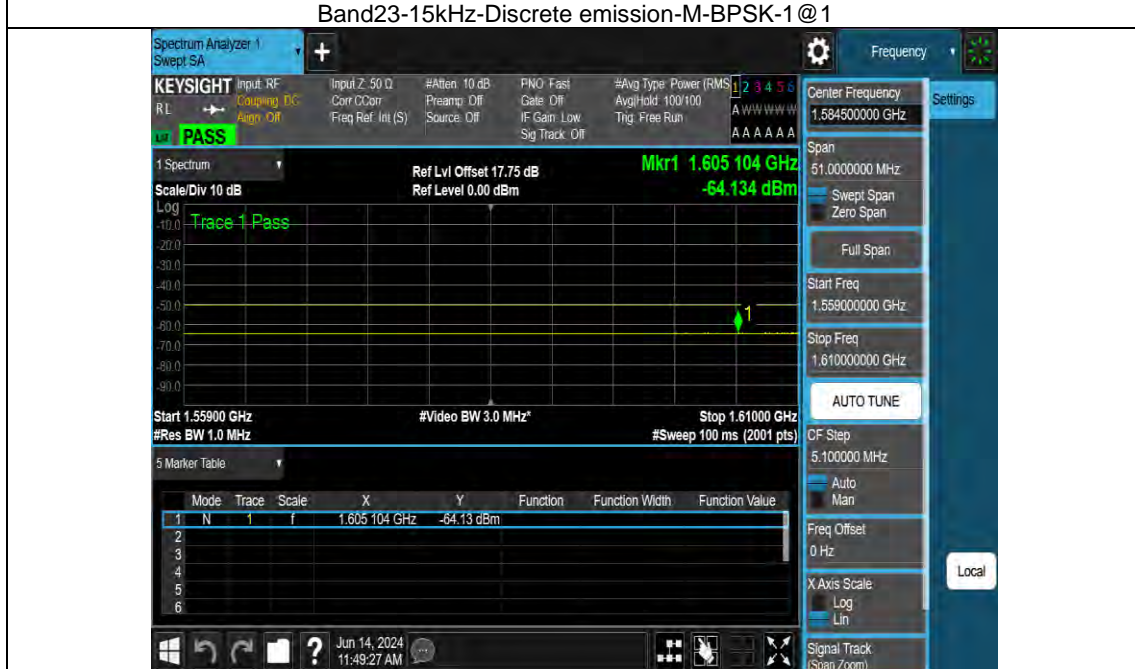 Band23-15kHz-Discrete emission-M-BPSK-1@1
Spectrum Analyzer 1
Swept SA
+
Frequency
KEYSIGHT Input: RF Input Z: 50 Ω #Atten: 10 dB PNO: Fast #Avg Type: Power (RMS 1 2 3 4 5 6
RL Coupling: DC Corr CCorr Preamp: Off Gate: Off Avg|Hold: 100/100 A W W W W W
Align: Off Freq Ref: Int (S) Source: Off IF Gain: Low Trig: Free Run
Sig Track: Off A A A A A A
PASS
1 Spectrum
Ref Lvl Offset 17.75 dB
Mkr1 1.605 104 GHz
Scale/Div 10 dB
Ref Level 0.00 dBm
-64.134 dBm
Log
Trace 1 Pass
-10.0
-20.0
-30.0
-40.0
-50.0
-60.0
-70.0
-80.0
-90.0
1
Start 1.55900 GHz #Video BW 3.0 MHz* Stop 1.61000 GHz
#Res BW 1.0 MHz #Sweep 100 ms (2001 pts)
5 Marker Table
Mode Trace Scale X Y Function Function Width Function Value
1 N 1 f 1.605 104 GHz -64.13 dBm
2
3
4
5
6
?
Jun 14, 2024
11:49:27 AM
Center Frequency
1.584500000 GHz
Settings
Span
51.0000000 MHz
Swept Span
Zero Span
Full Span
Start Freq
1.559000000 GHz
Stop Freq
1.610000000 GHz
AUTO TUNE
CF Step
5.100000 MHz
Auto
Man
Freq Offset
0 Hz
Local
X Axis Scale
Log
Lin
Signal Track
(Span Zoom)